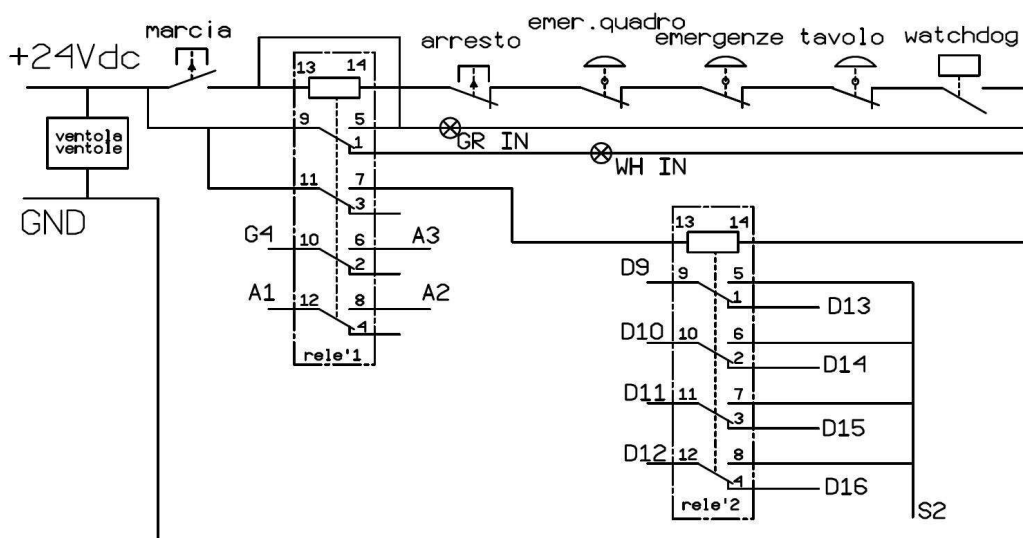 emer.quadro
marcia
arresto
emergenze
tavolo
watchdog
+24Vdc
13
14
ventola
ventole
9
5
1
GR IN
WH IN
11
7
3
GND
G4
10
6
A3
2
A1
12
8
A2
4
rele'1
13
14
D9
9
5
1
D13
D10
10
6
2
D14
D11
11
7
3
D15
D12
12
8
4
D16
rele'2
S2